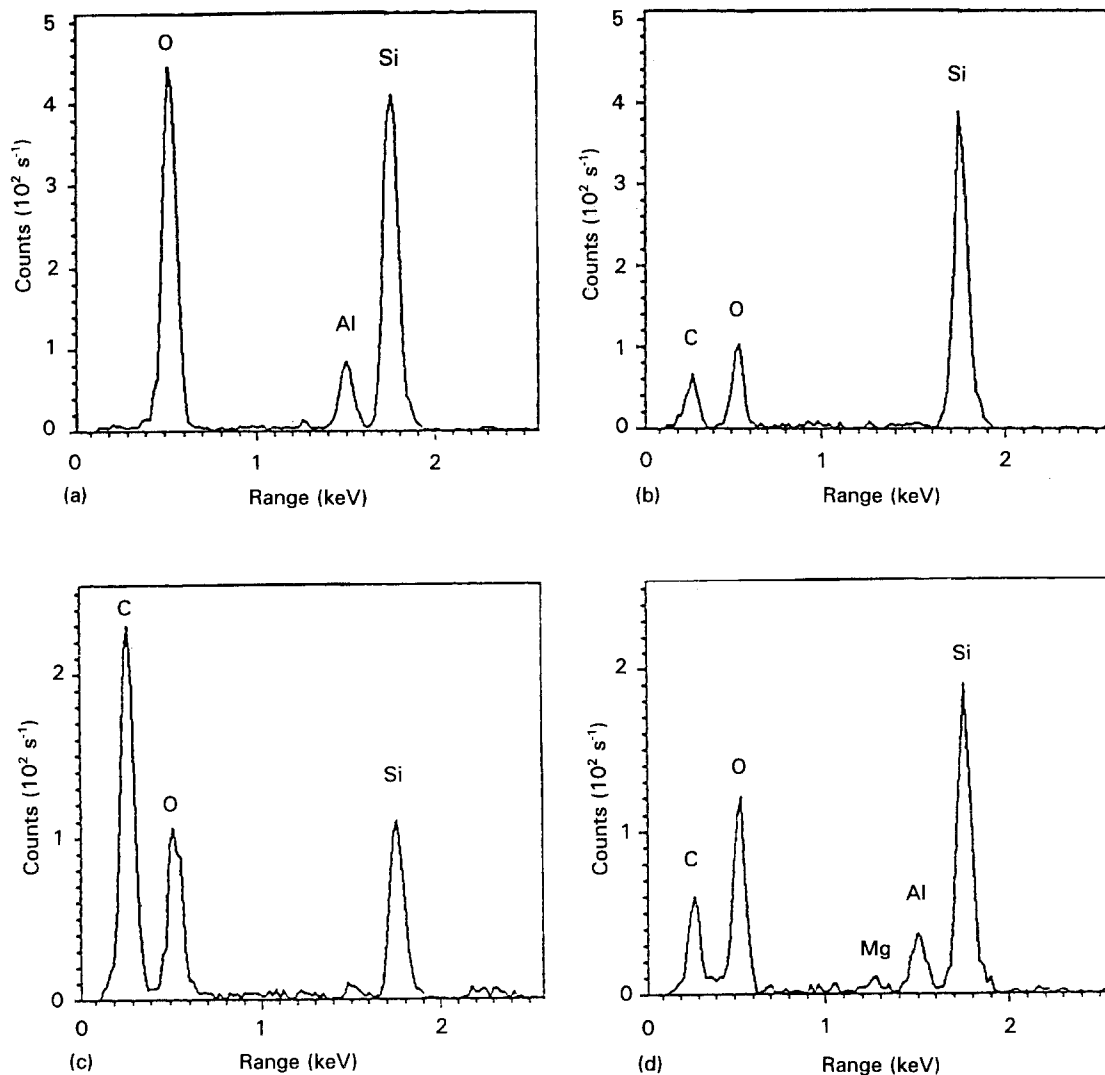 5
4
3
2
1
0
Counts (10² s⁻¹)
O
Al
Si
0 1 2
(a) Range (keV)
5
4
3
2
1
0
Counts (10² s⁻¹)
C
O
Si
0 1 2
(b) Range (keV)
2
1
0
Counts (10² s⁻¹)
C
O
Si
0 1 2
(c) Range (keV)
2
1
0
Counts (10² s⁻¹)
C
O
Mg
Al
Si
0 1 2
(d) Range (keV)